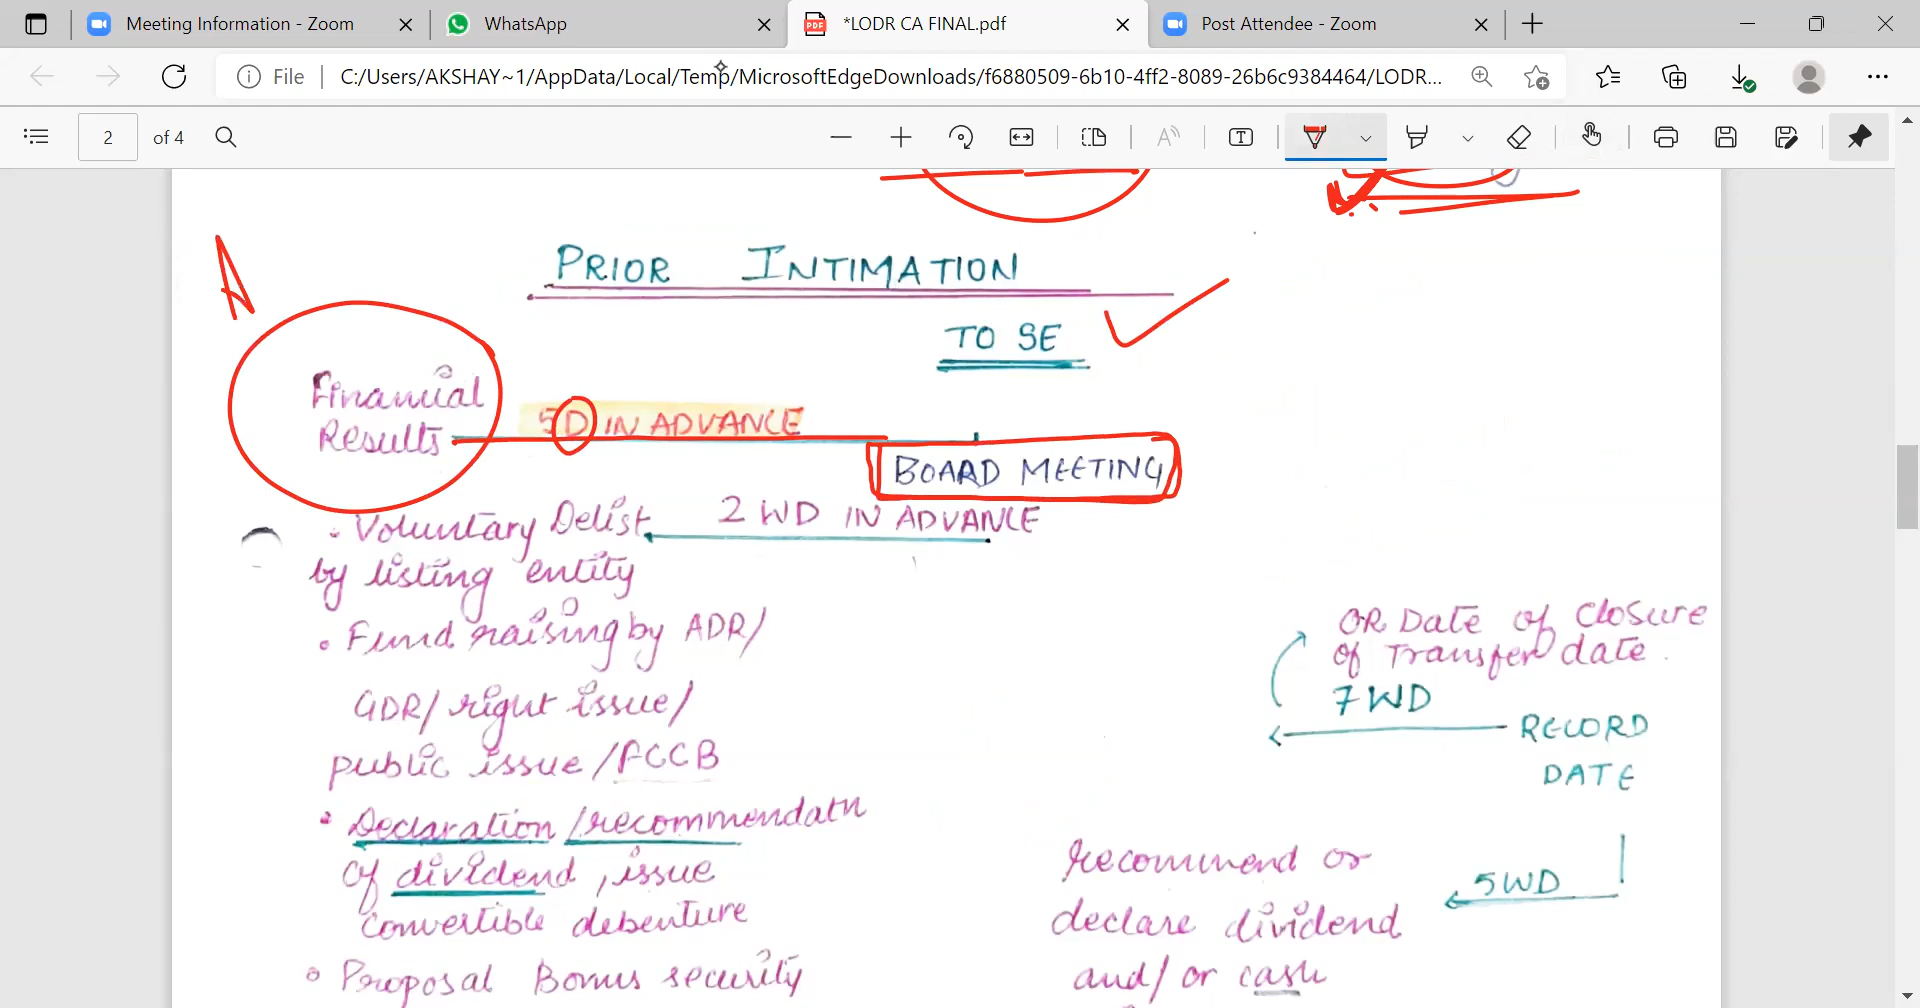 Meeting Information - Zoom
WhatsApp
*LODR CA FINAL.pdf
Post Attendee - Zoom
File
C:/Users/AKSHAY~1/AppData/Local/Temp/MicrosoftEdgeDownloads/f6880509-6b10-4ff2-8089-26b6c9384464/LODR...
2 of 4
A
PRIOR INTIMATION
TO SE
Financial
Results
5D IN ADVANCE
BOARD MEETING
• Voluntary Delist
2 WD IN ADVANCE
by listing entity
• Fund raising by ADR/
GDR/ right issue/
public issue / FCCB
• Declaration /recommendatn
of dividend , issue
convertible debenture
• Proposal Bonus security
OR Date of Closure
of Transfer date.
7 WD
RECORD
DATE
5WD
recommend or
declare dividend
and/ or cash